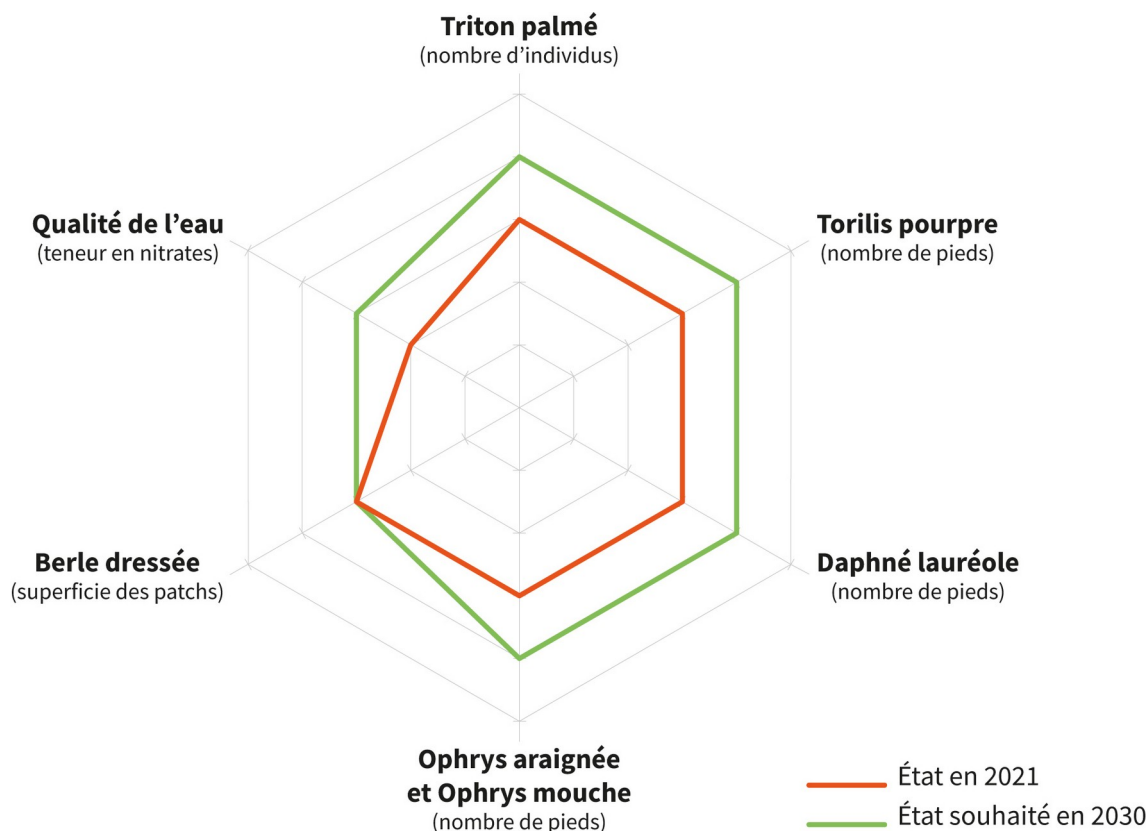 Triton palmé
(nombre d’individus)
Qualité de l’eau
(teneur en nitrates)
Torilis pourpre
(nombre de pieds)
Berle dressée
(superficie des patchs)
Daphné lauréole
(nombre de pieds)
Ophrys araignée
et Ophrys mouche
(nombre de pieds)
État en 2021
État souhaité en 2030